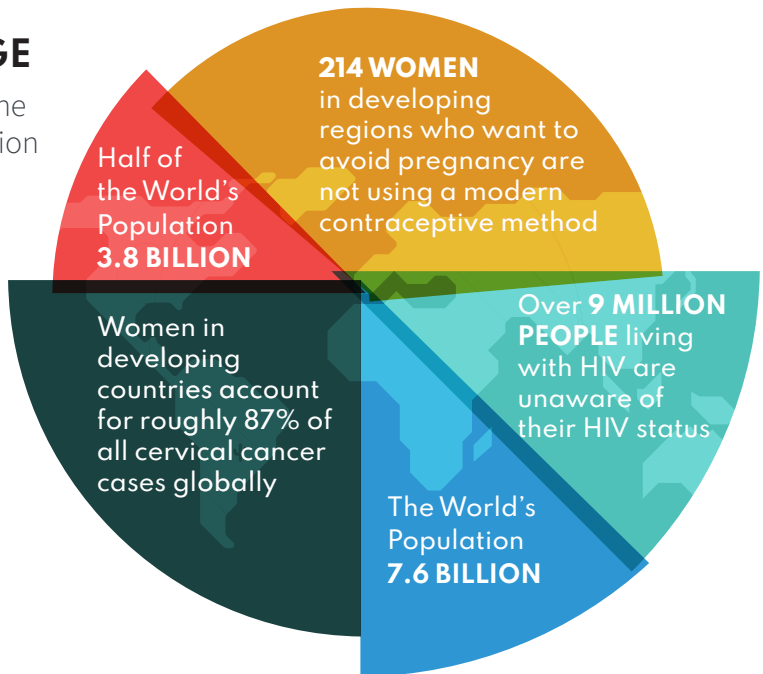 GE
ne
ion
214 WOMEN
in developing
regions who want to
avoid pregnancy are
not using a modern
contraceptive method
Half of
the World's
Population
3.8 BILLION
Over 9 MILLION
PEOPLE living
with HIV are
unaware of
their HIV status
Women in
developing
countries account
for roughly 87% of
all cervical cancer
cases globally
The World's
Population
7.6 BILLION